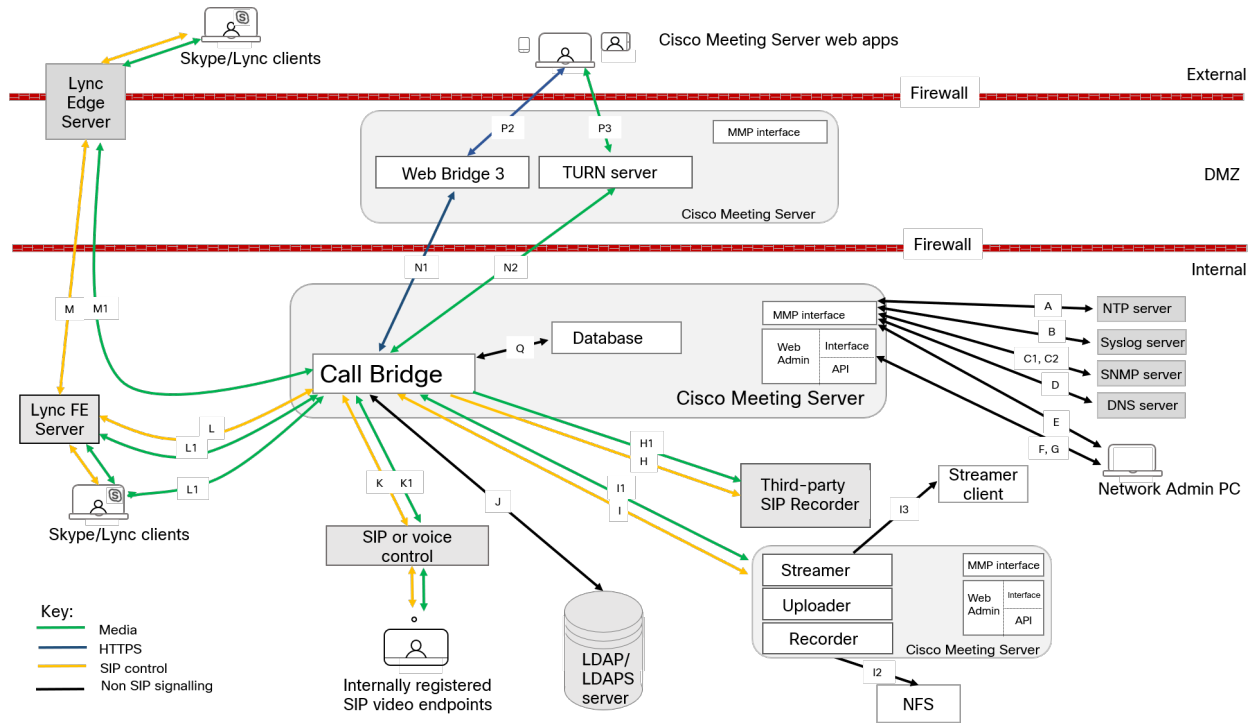 Skype/Lync clients
Cisco Meeting Server web apps
External
Lync
Edge
Server
Firewall
P2
P3
MMP interface
Web Bridge 3
TURN server
DMZ
Cisco Meeting Server
Firewall
Internal
N1
N2
M
M1
A
NTP server
MMP interface
B
Syslog server
Database
Q
Web
Admin
Interface
API
C1, C2
SNMP server
Call Bridge
D
DNS server
Cisco Meeting Server
Lync FE
Server
L
L1
E
F, G
H1
H
L1
K
K1
I1
I
J
Third-party
SIP Recorder
Streamer
client
Network Admin PC
I3
Skype/Lync clients
SIP or voice
control
Streamer
Uploader
Recorder
MMP interface
Web
Admin
Interface
API
Cisco Meeting Server
I2
NFS
LDAP/
LDAPS
server
Internally registered
SIP video endpoints
Key:
Media
HTTPS
SIP control
Non SIP signalling